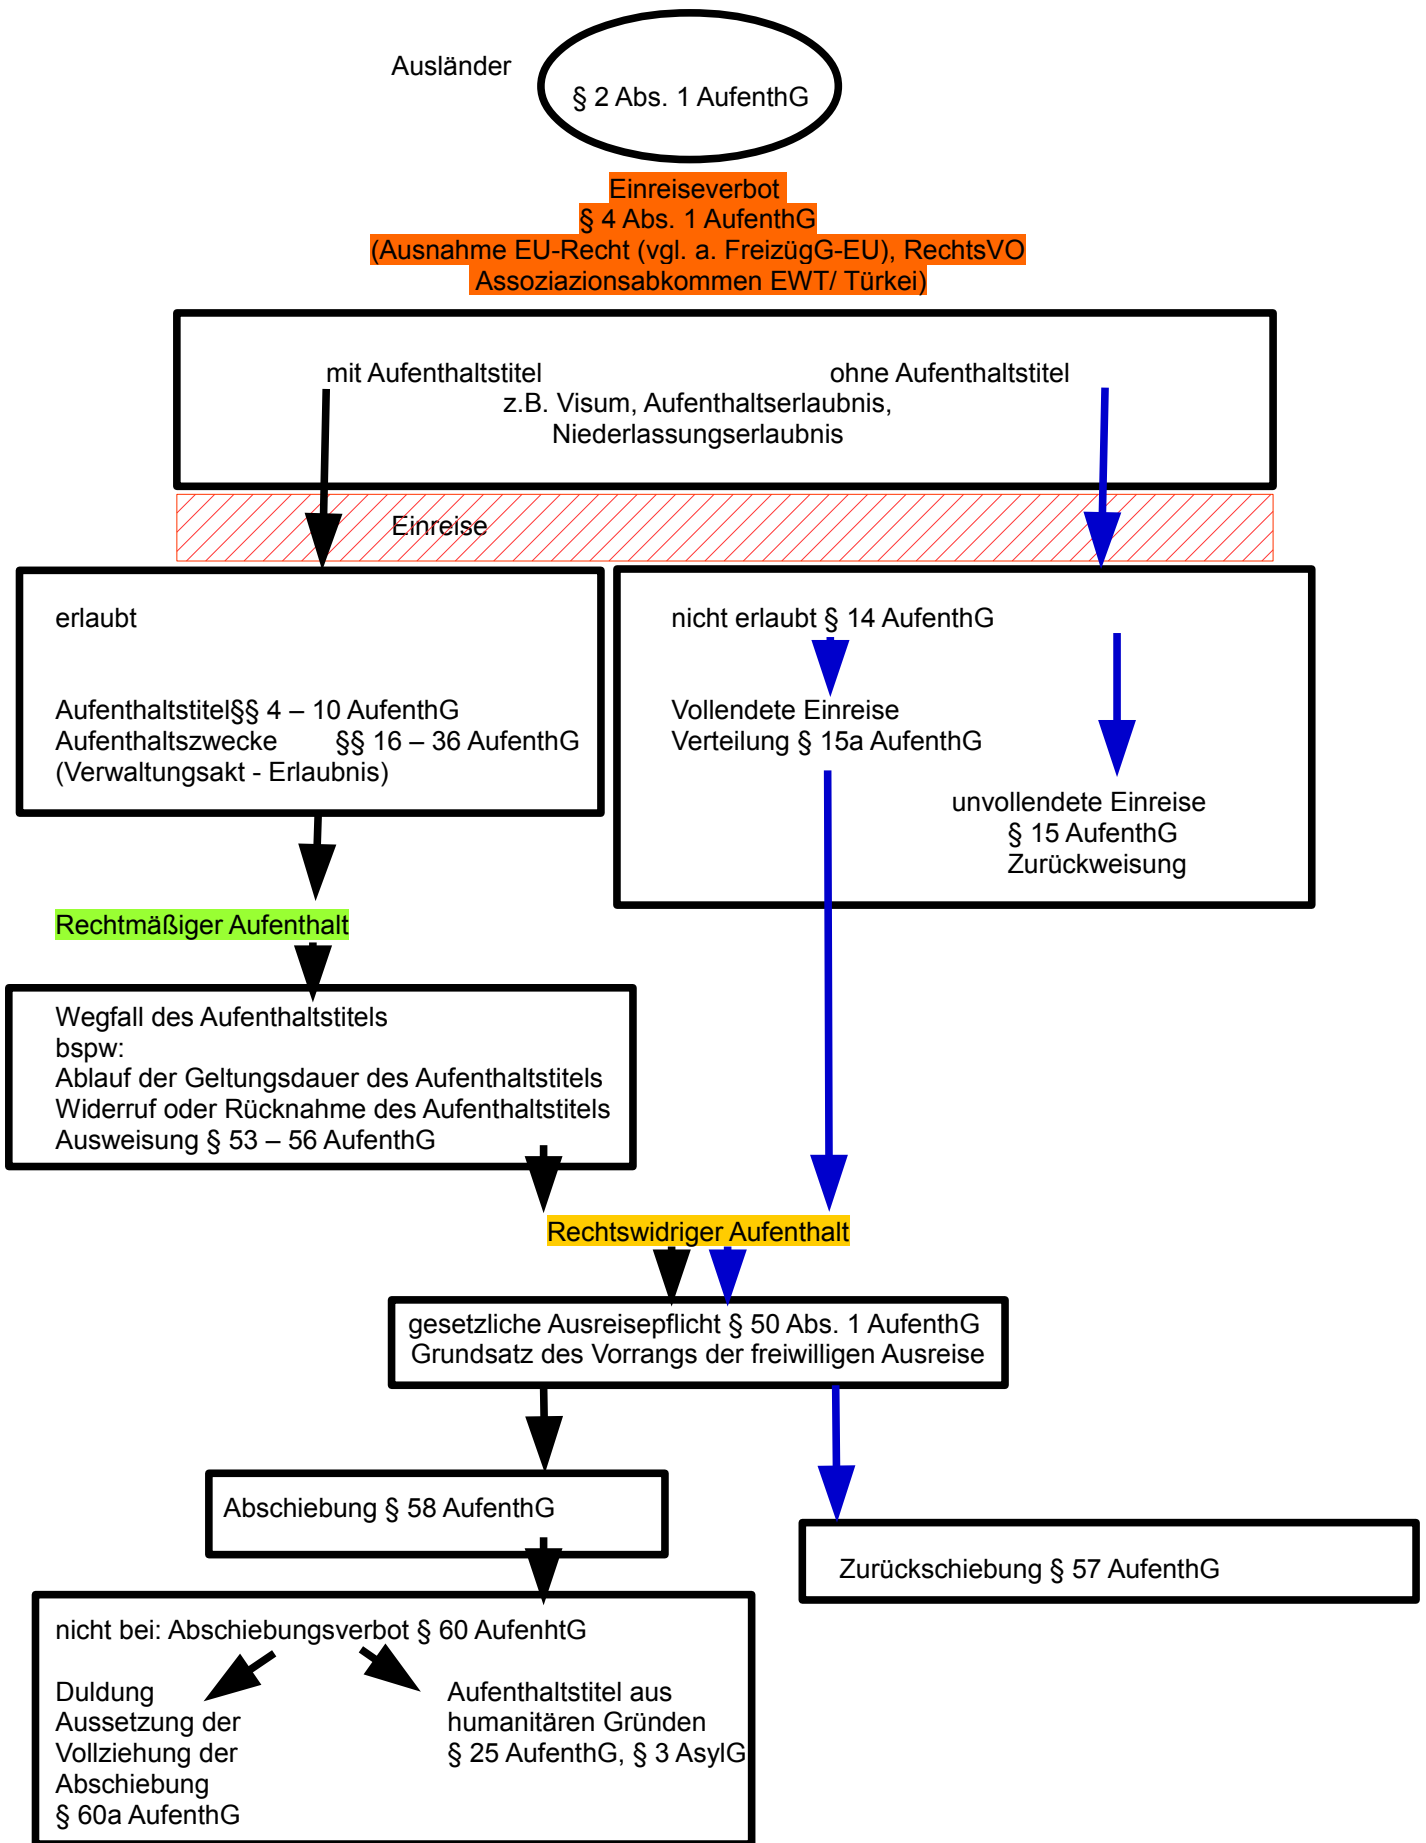 Ausländer
§ 2 Abs. 1 AufenthG
Einreiseverbot
§ 4 Abs. 1 AufenthG
(Ausnahme EU-Recht (vgl. a. FreizügG-EU), RechtsVO
Assoziazionsabkommen EWT/ Türkei)
mit Aufenthaltstitel
ohne Aufenthaltstitel
z.B. Visum, Aufenthaltserlaubnis,
Niederlassungserlaubnis
Einreise
erlaubt
Aufenthaltstitel§§ 4 – 10 AufenthG
Aufenthaltszwecke §§ 16 – 36 AufenthG
(Verwaltungsakt - Erlaubnis)
nicht erlaubt § 14 AufenthG
Vollendete Einreise
Verteilung § 15a AufenthG
unvollendete Einreise
§ 15 AufenthG
Zurückweisung
Rechtmäßiger Aufenthalt
Wegfall des Aufenthaltstitels
bspw:
Ablauf der Geltungsdauer des Aufenthaltstitels
Widerruf oder Rücknahme des Aufenthaltstitels
Ausweisung § 53 – 56 AufenthG
Rechtswidriger Aufenthalt
gesetzliche Ausreisepflicht § 50 Abs. 1 AufenthG
Grundsatz des Vorrangs der freiwilligen Ausreise
Abschiebung § 58 AufenthG
Zurückschiebung § 57 AufenthG
nicht bei: Abschiebungsverbot § 60 AufenhtG
Duldung
Aussetzung der
Vollziehung der
Abschiebung
§ 60a AufenthG
Aufenthaltstitel aus
humanitären Gründen
§ 25 AufenthG, § 3 AsylG